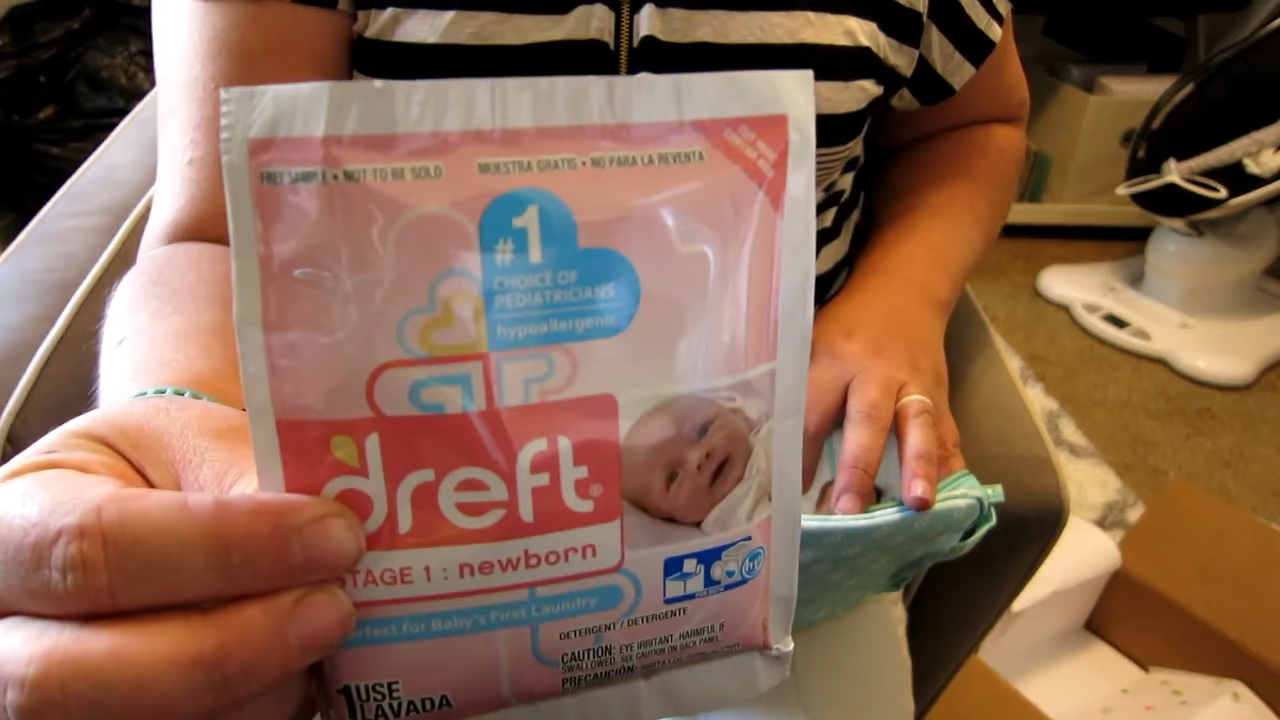 FREE SAMPLE • NOT TO BE SOLD MUESTRA GRATIS • NO PARA LA REVENTA
#1
CHOICE OF
PEDIATRICIANS
hypoallergenic
dreft®
STAGE 1 : newborn
Perfect for Baby's First Laundry
he
DETERGENT / DETERGENTE
CAUTION: EYE IRRITANT. HARMFUL IF
SWALLOWED. SEE CAUTION ON BACK PANEL.
PRECAUCIÓN:
1 USE
LAVADA